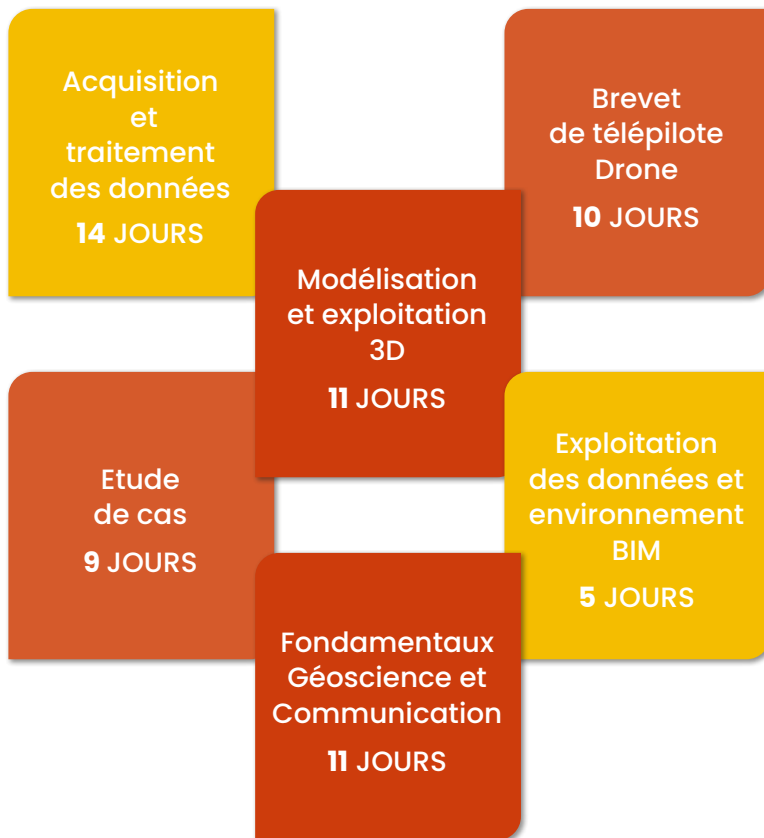 Acquisition
et
traitement
des données
14 JOURS
Brevet
de télépilote
Drone
10 JOURS
Modélisation
et exploitation
3D
11 JOURS
Etude
de cas
9 JOURS
Exploitation
des données et
environnement
BIM
5 JOURS
Fondamentaux
Géoscience et
Communication
11 JOURS